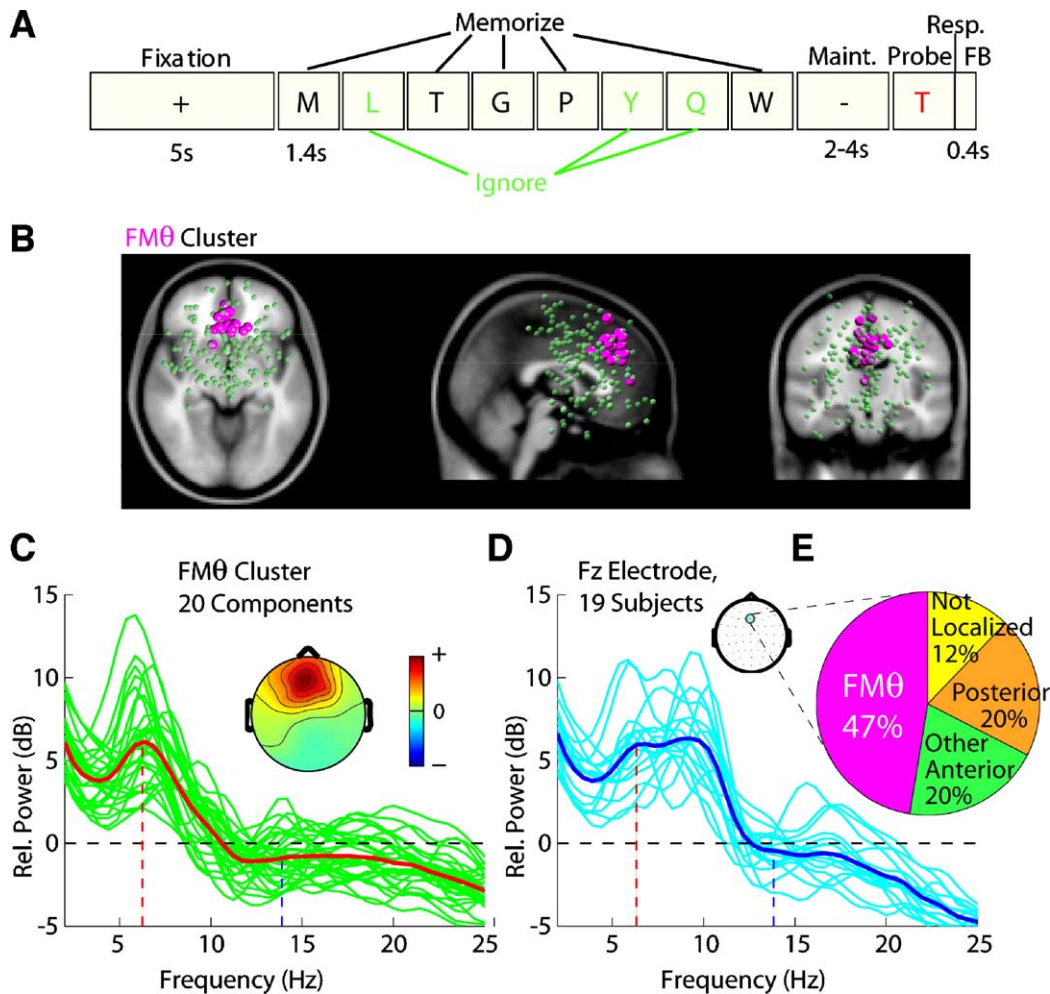 A
Memorize
Resp.
Fixation
Maint. Probe FB
+ M L T G P Y Q W - T
5s 1.4s 2-4s 0.4s
Ignore
B
FMθ Cluster
C
FMθ Cluster
20 Components
15
10
5
0
-5
Rel. Power (dB)
+
0
−
5 10 15 20 25
Frequency (Hz)
D
Fz Electrode,
19 Subjects
15
10
5
0
-5
Rel. Power (dB)
5 10 15 20 25
Frequency (Hz)
E
Not
Localized
12%
FMθ
47%
Posterior
20%
Other
Anterior
20%